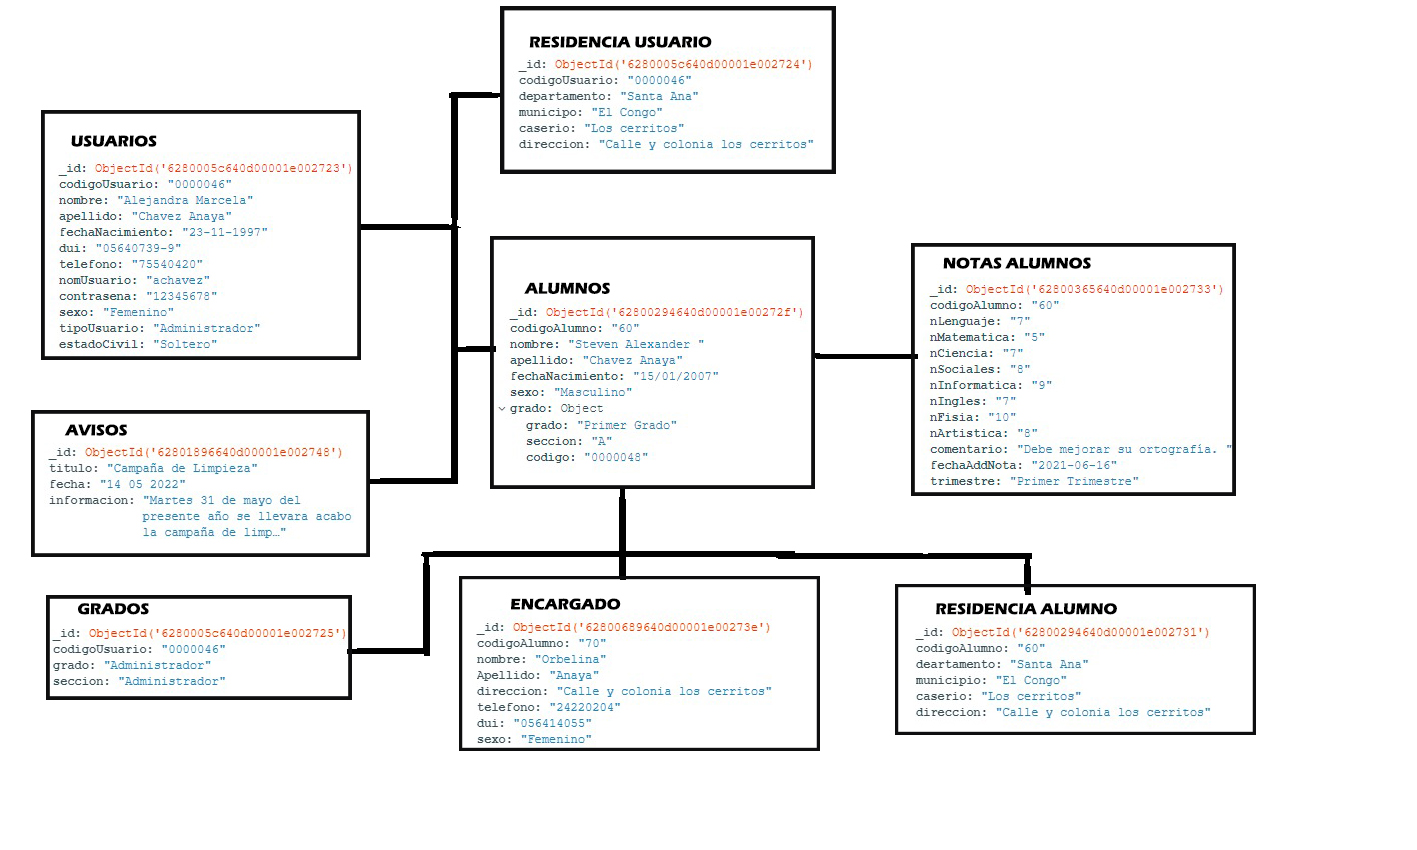 RESIDENCIA USUARIO
_id: ObjectId('6280005c640d00001e002724')
codigoUsuario: "0000046"
departamento: "Santa Ana"
municipo: "El Congo"
caserio: "Los cerritos"
direccion: "Calle y colonia los cerritos"
USUARIOS
_id: ObjectId('6280005c640d00001e002723')
codigoUsuario: "0000046"
nombre: "Alejandra Marcela"
apellido: "Chavez Anaya"
fechaNacimiento: "23-11-1997"
dui: "05640739-9"
telefono: "75540420"
nomUsuario: "achavez"
contrasena: "12345678"
sexo: "Femenino"
tipoUsuario: "Administrador"
estadoCivil: "Soltero"
ALUMNOS
_id: ObjectId('62800294640d00001e00272f')
codigoAlumno: "60"
nombre: "Steven Alexander "
apellido: "Chavez Anaya"
fechaNacimiento: "15/01/2007"
sexo: "Masculino"
grado: Object
grado: "Primer Grado"
seccion: "A"
codigo: "0000048"
NOTAS ALUMNOS
_id: ObjectId('62800365640d00001e002733')
codigoAlumno: "60"
nLenguaje: "7"
nMatematica: "5"
nCiencia: "7"
nSociales: "8"
nInformatica: "9"
nIngles: "7"
nFisia: "10"
nArtistica: "8"
comentario: "Debe mejorar su ortografía. "
fechaAddNota: "2021-06-16"
trimestre: "Primer Trimestre"
AVISOS
_id: ObjectId('62801896640d00001e002748')
titulo: "Campaña de Limpieza"
fecha: "14 05 2022"
informacion: "Martes 31 de mayo del
presente año se llevara acabo
la campaña de limp…"
GRADOS
_id: ObjectId('6280005c640d00001e002725')
codigoUsuario: "0000046"
grado: "Administrador"
seccion: "Administrador"
ENCARGADO
_id: ObjectId('62800689640d00001e00273e')
codigoAlumno: "70"
nombre: "Orbelina"
Apellido: "Anaya"
direccion: "Calle y colonia los cerritos"
telefono: "24220204"
dui: "056414055"
sexo: "Femenino"
RESIDENCIA ALUMNO
_id: ObjectId('62800294640d00001e002731')
codigoAlumno: "60"
deartamento: "Santa Ana"
municipio: "El Congo"
caserio: "Los cerritos"
direccion: "Calle y colonia los cerritos"